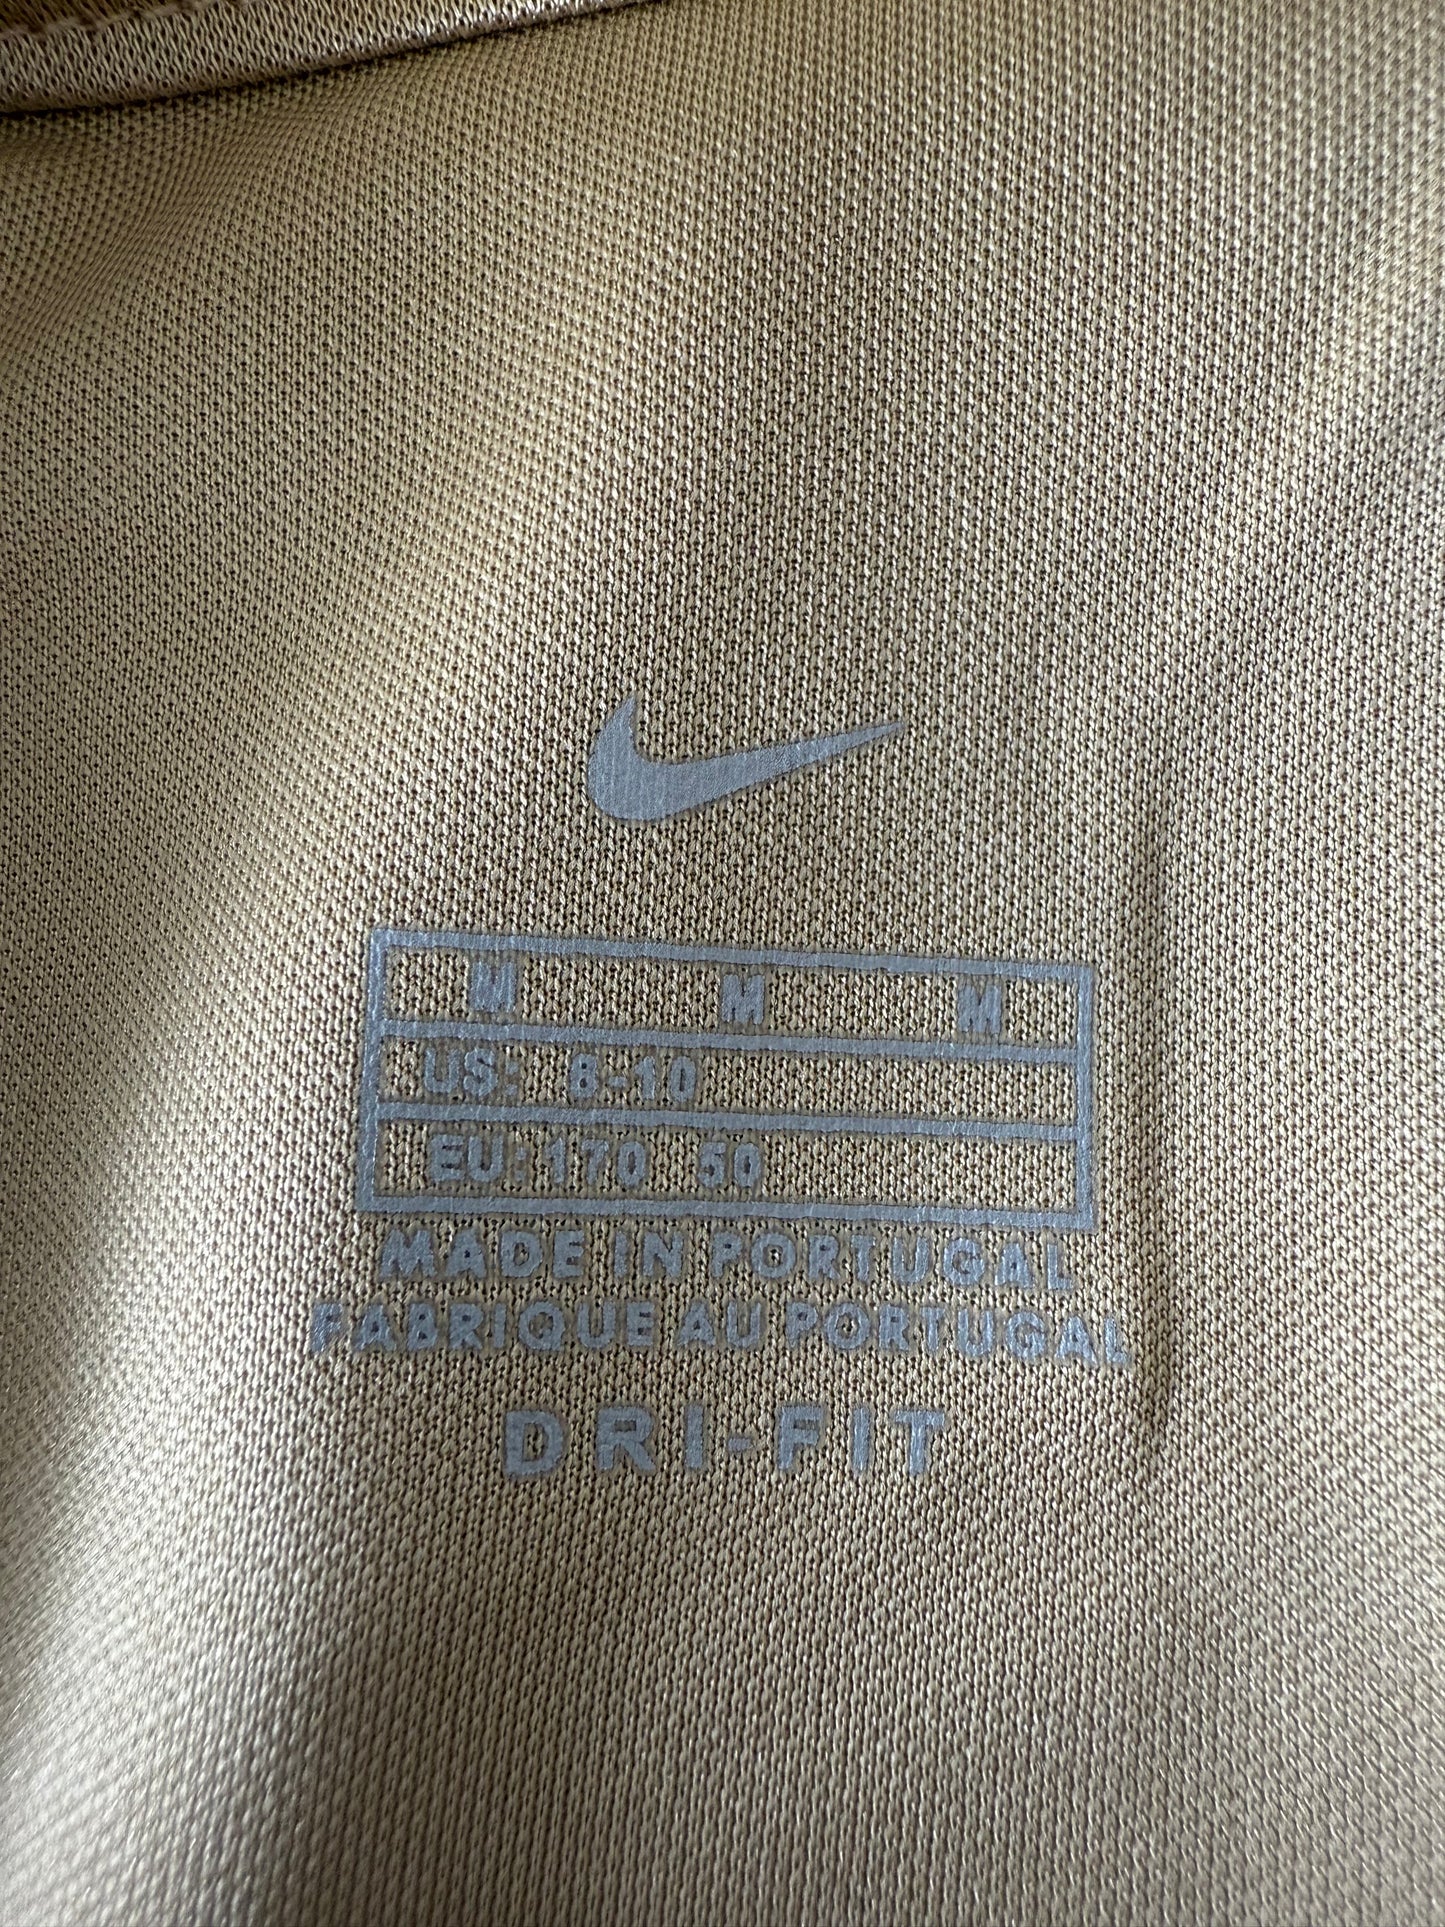 M M M
US: 8-10
EU: 170 50
MADE IN PORTUGAL
FABRIQUE AU PORTUGAL
DRI-FIT